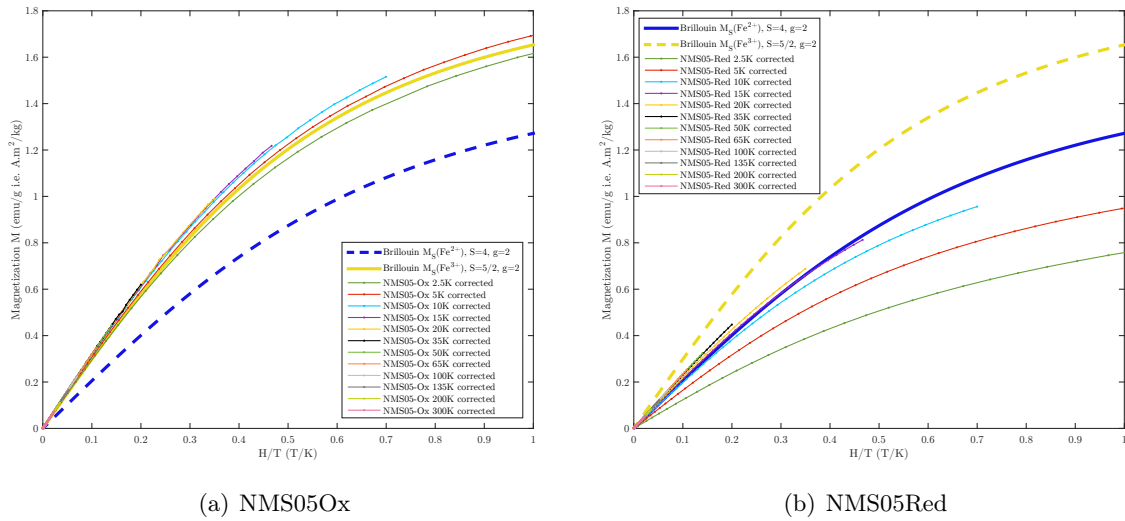 Magnetization M (emu/g i.e. A.m²/kg)
1.8
1.6
1.4
1.2
1
0.8
0.6
0.4
0.2
0
Brillouin M_S(Fe²⁺), S=4, g=2
Brillouin M_S(Fe³⁺), S=5/2, g=2
NMS05-Ox 2.5K corrected
NMS05-Ox 5K corrected
NMS05-Ox 10K corrected
NMS05-Ox 15K corrected
NMS05-Ox 20K corrected
NMS05-Ox 35K corrected
NMS05-Ox 50K corrected
NMS05-Ox 65K corrected
NMS05-Ox 100K corrected
NMS05-Ox 135K corrected
NMS05-Ox 200K corrected
NMS05-Ox 300K corrected
0 0.1 0.2 0.3 0.4 0.5 0.6 0.7 0.8 0.9 1
H/T (T/K)
(a) NMS05Ox
Magnetization M (emu/g i.e. A.m²/kg)
1.8
1.6
1.4
1.2
1
0.8
0.6
0.4
0.2
0
Brillouin M_S(Fe²⁺), S=4, g=2
Brillouin M_S(Fe³⁺), S=5/2, g=2
NMS05-Red 2.5K corrected
NMS05-Red 5K corrected
NMS05-Red 10K corrected
NMS05-Red 15K corrected
NMS05-Red 20K corrected
NMS05-Red 35K corrected
NMS05-Red 50K corrected
NMS05-Red 65K corrected
NMS05-Red 100K corrected
NMS05-Red 135K corrected
NMS05-Red 200K corrected
NMS05-Red 300K corrected
0 0.1 0.2 0.3 0.4 0.5 0.6 0.7 0.8 0.9 1
H/T (T/K)
(b) NMS05Red